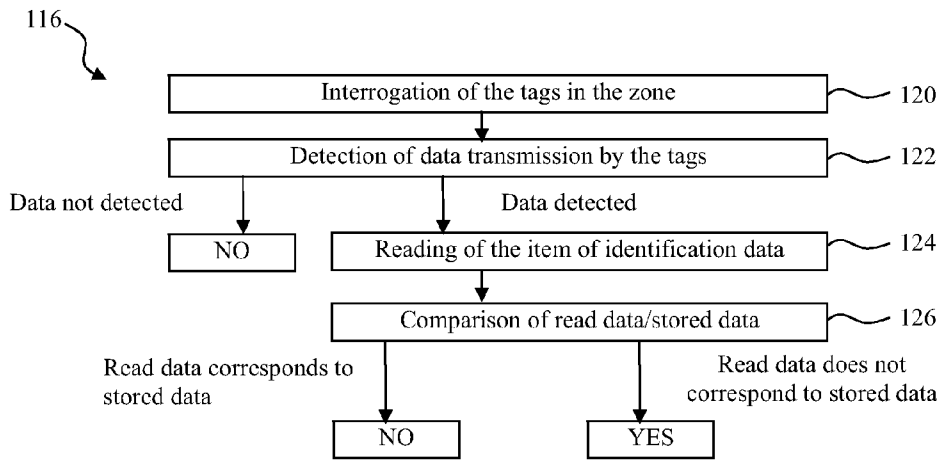 116
Interrogation of the tags in the zone
120
Detection of data transmission by the tags
122
Data not detected
Data detected
NO
Reading of the item of identification data
124
Comparison of read data/stored data
126
Read data corresponds to
stored data
Read data does not
correspond to stored data
NO
YES